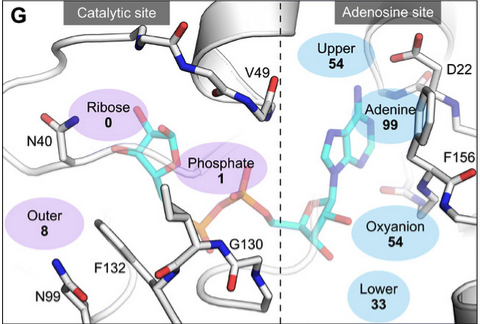 G
Catalytic site
Adenosine site
Upper
54
D22
V49
Ribose
0
Adenine
99
N40
Phosphate
1
F156
Outer
8
Oxyanion
54
G130
F132
N99
Lower
33